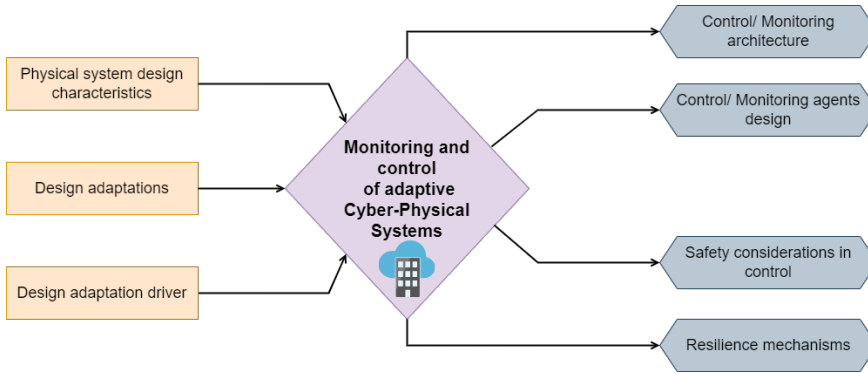 Physical system design
characteristics
Design adaptations
Design adaptation driver
Monitoring and
control
of adaptive
Cyber-Physical
Systems
Control/ Monitoring
architecture
Control/ Monitoring agents
design
Safety considerations in
control
Resilience mechanisms